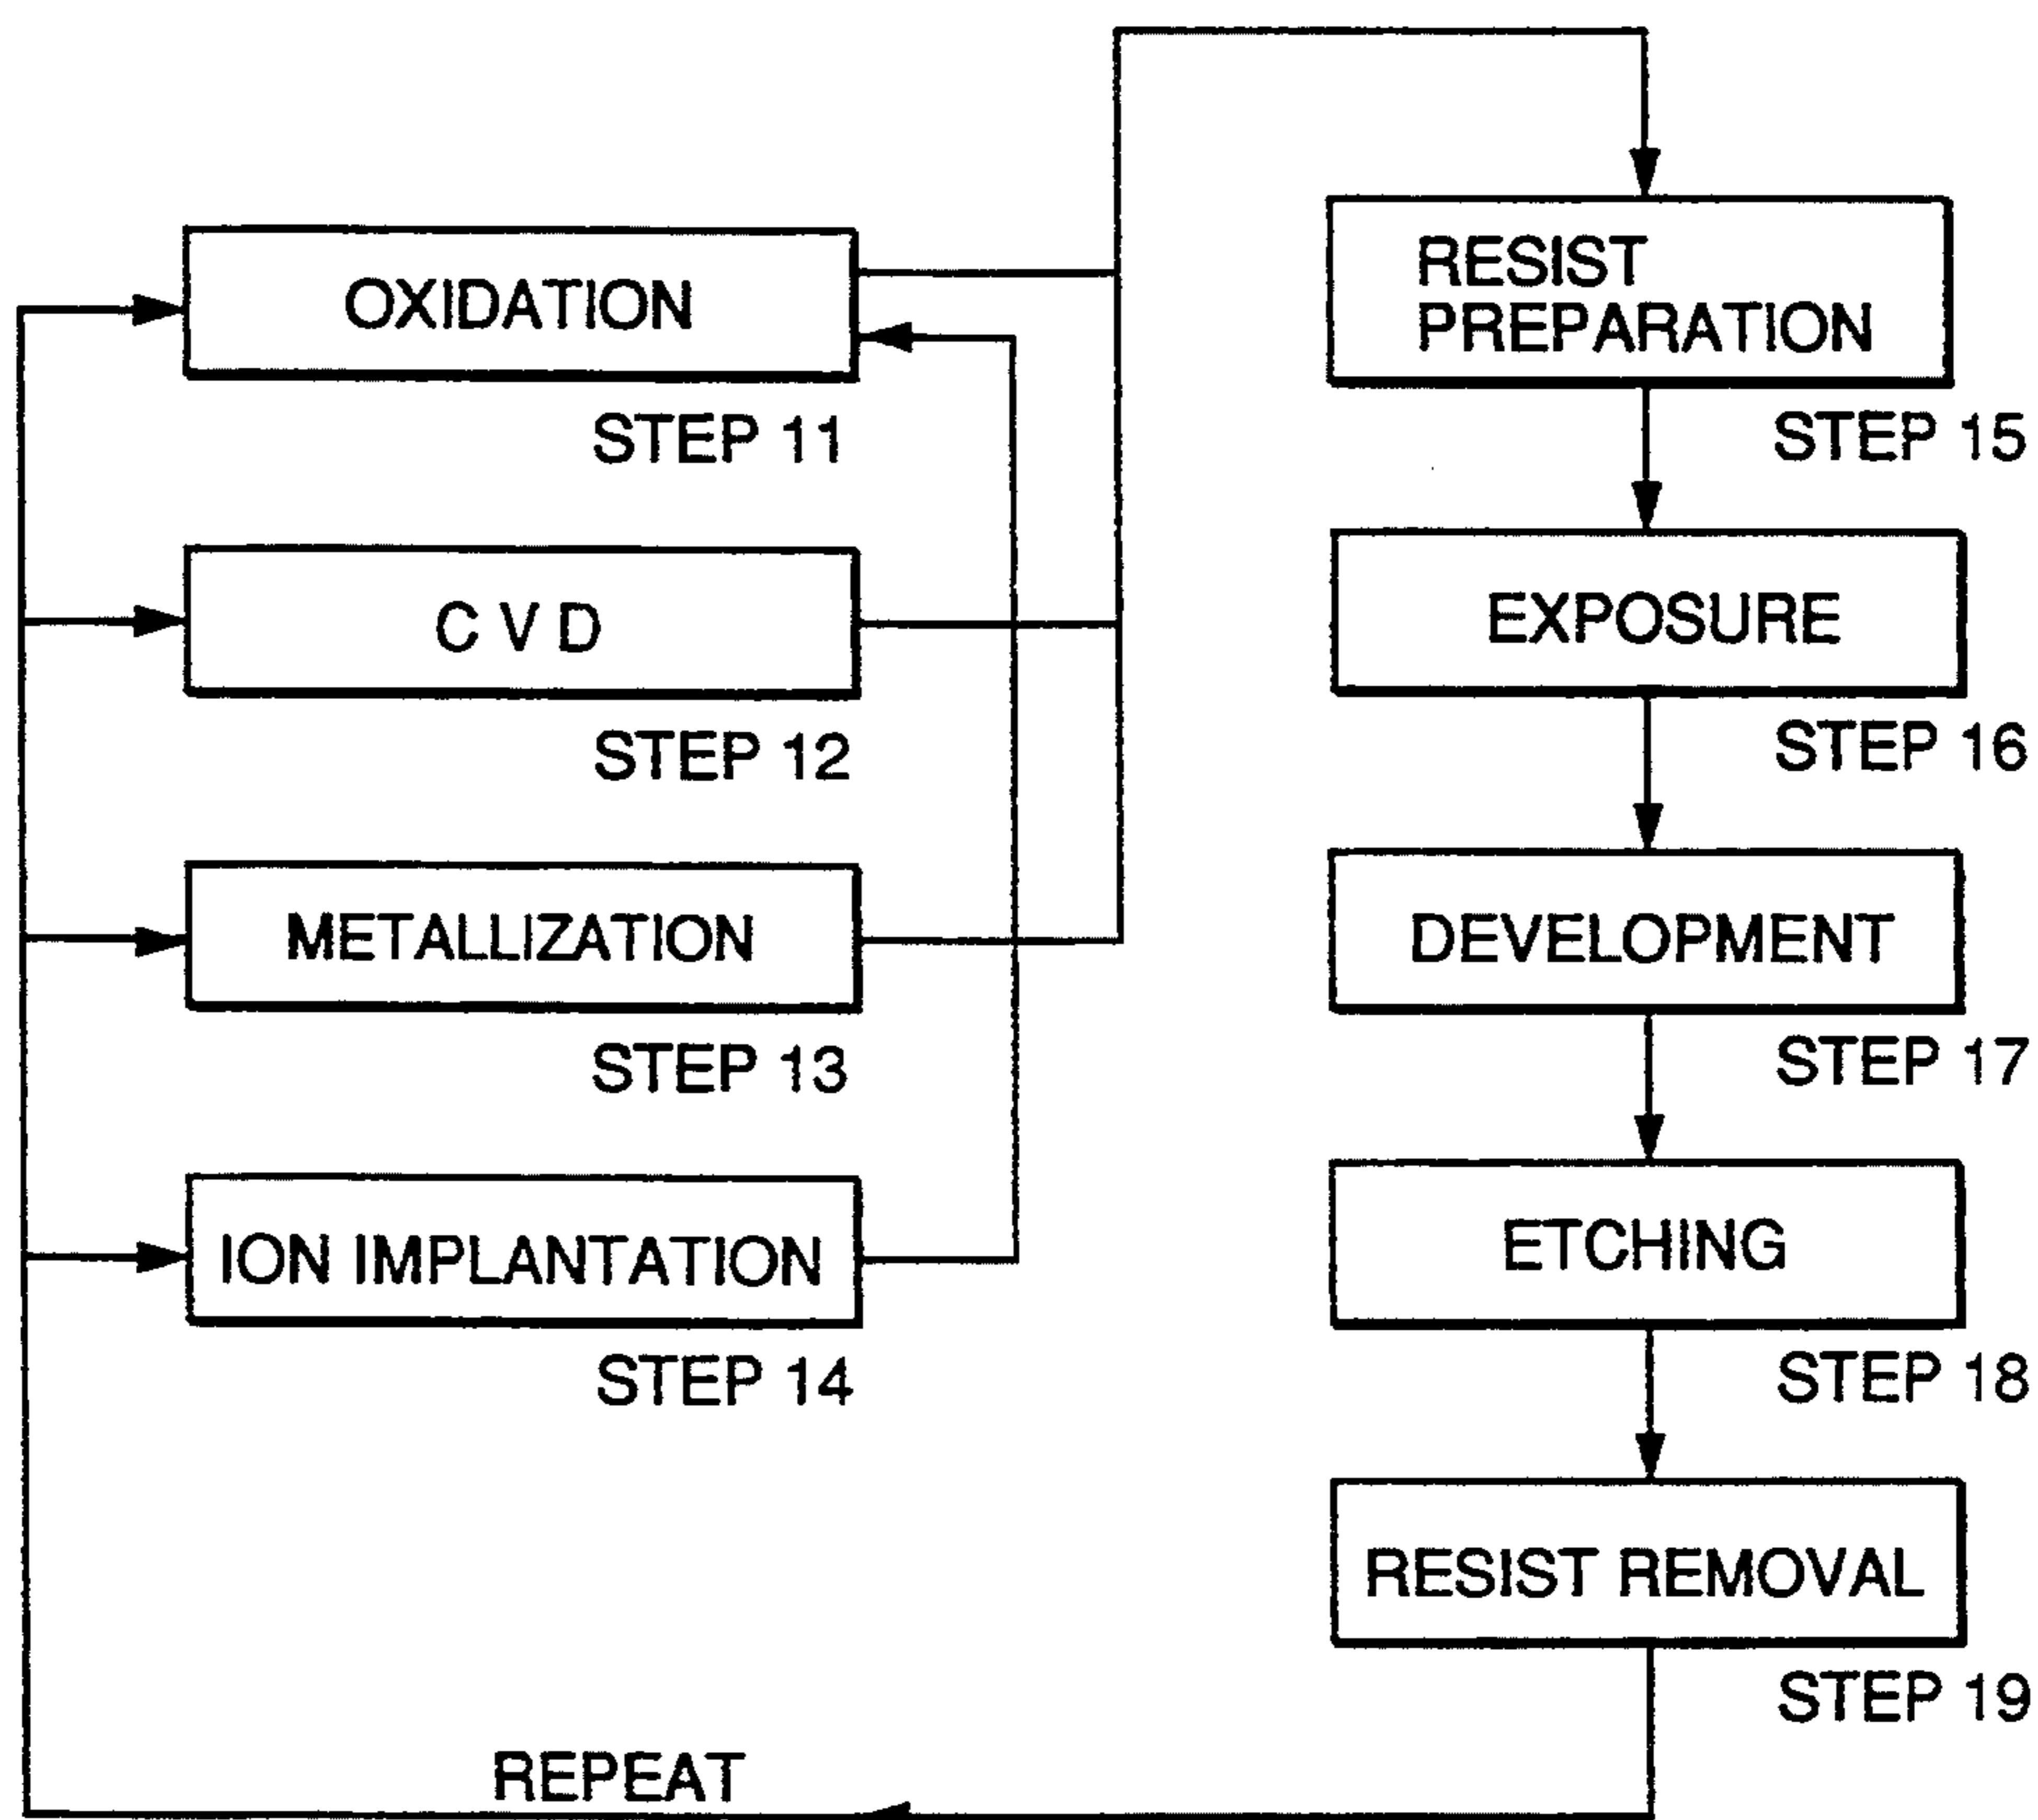 OXIDATION
STEP 11
C V D
STEP 12
METALLIZATION
STEP 13
ION IMPLANTATION
STEP 14
RESIST
PREPARATION
STEP 15
EXPOSURE
STEP 16
DEVELOPMENT
STEP 17
ETCHING
STEP 18
RESIST REMOVAL
STEP 19
REPEAT